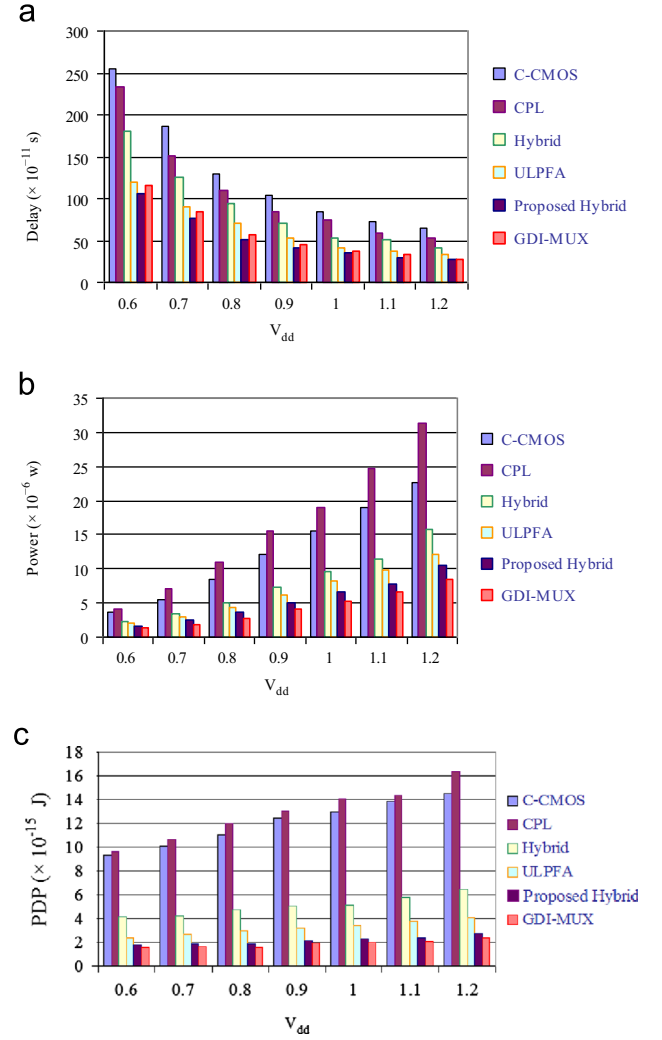 a
300
250
200
150
100
50
0
Delay (× 10⁻¹¹ s)
0.6 0.7 0.8 0.9 1 1.1 1.2
V_dd
C-CMOS
CPL
Hybrid
ULPFA
Proposed Hybrid
GDI-MUX
b
35
30
25
20
15
10
5
0
Power (× 10⁻⁶ w)
0.6 0.7 0.8 0.9 1 1.1 1.2
V_dd
C-CMOS
CPL
Hybrid
ULPFA
Proposed Hybrid
GDI-MUX
c
18
16
14
12
10
8
6
4
2
0
PDP (× 10⁻¹⁵ J)
0.6 0.7 0.8 0.9 1 1.1 1.2
V_dd
C-CMOS
CPL
Hybrid
ULPFA
Proposed Hybrid
GDI-MUX